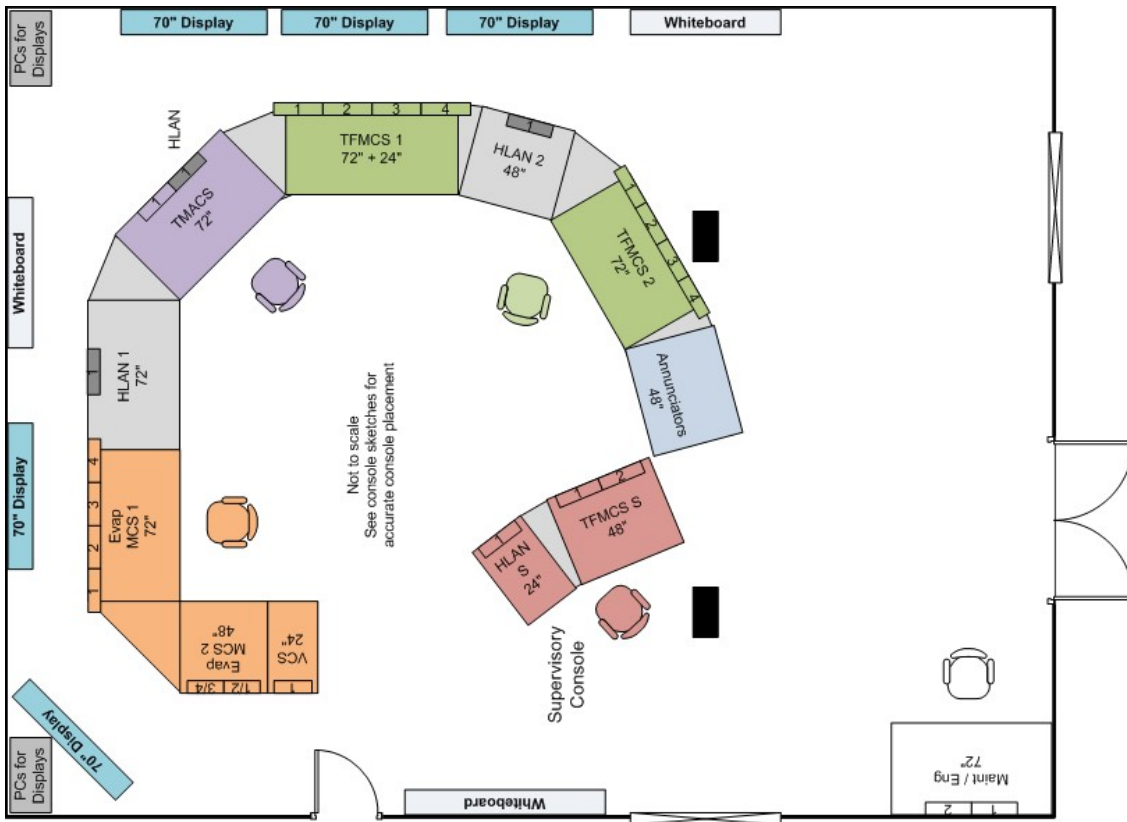 70" Display
70" Display
70" Display
Whiteboard
PCs for
Displays
HLAN
1
2
3
4
TFMCS 1
72" + 24"
1
HLAN 2
48"
1
1
TMACS
72"
1
2
3
4
TFMCS 2
72"
Whiteboard
HLAN 1
72"
1
Annunciators
48"
Not to scale
See console sketches for
accurate console placement
70" Display
4
3
2
1
Evap
MCS 1
72"
1
2
TFMCS S
48"
1
HLAN
S
24"
Evap
MCS 2
48"
3/4
1/2
VCS
24"
1
Supervisory
Console
70" Display
PCs for
Displays
Whiteboard
Maint / Eng
72"
2
1